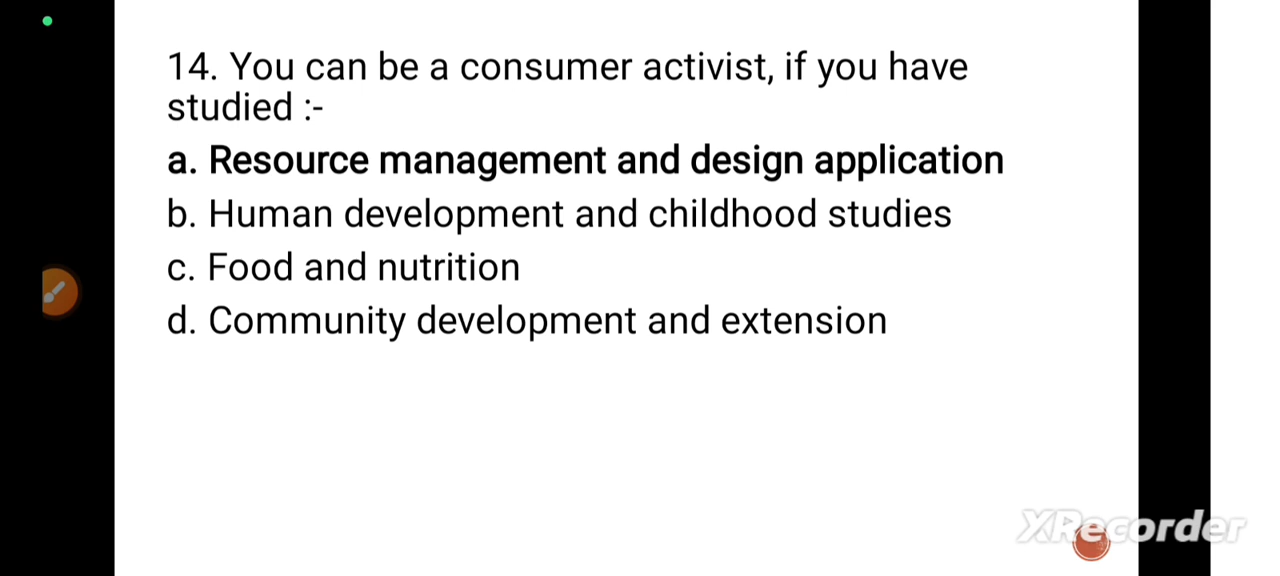 14. You can be a consumer activist, if you have
studied :-
a. Resource management and design application
b. Human development and childhood studies
c. Food and nutrition
d. Community development and extension
XRecorder